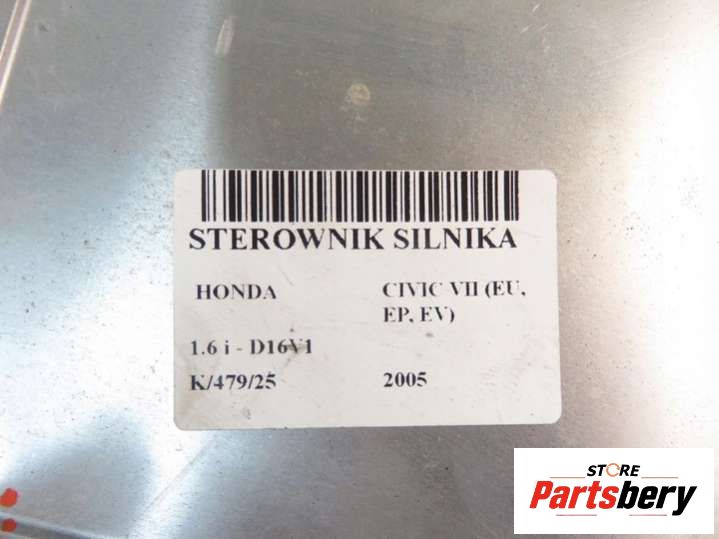 STEROWNIK SILNIKA
HONDA
CIVIC VII (EU,
EP, EV)
1.6 i - D16V1
K/479/25
2005
STORE
Partsbery